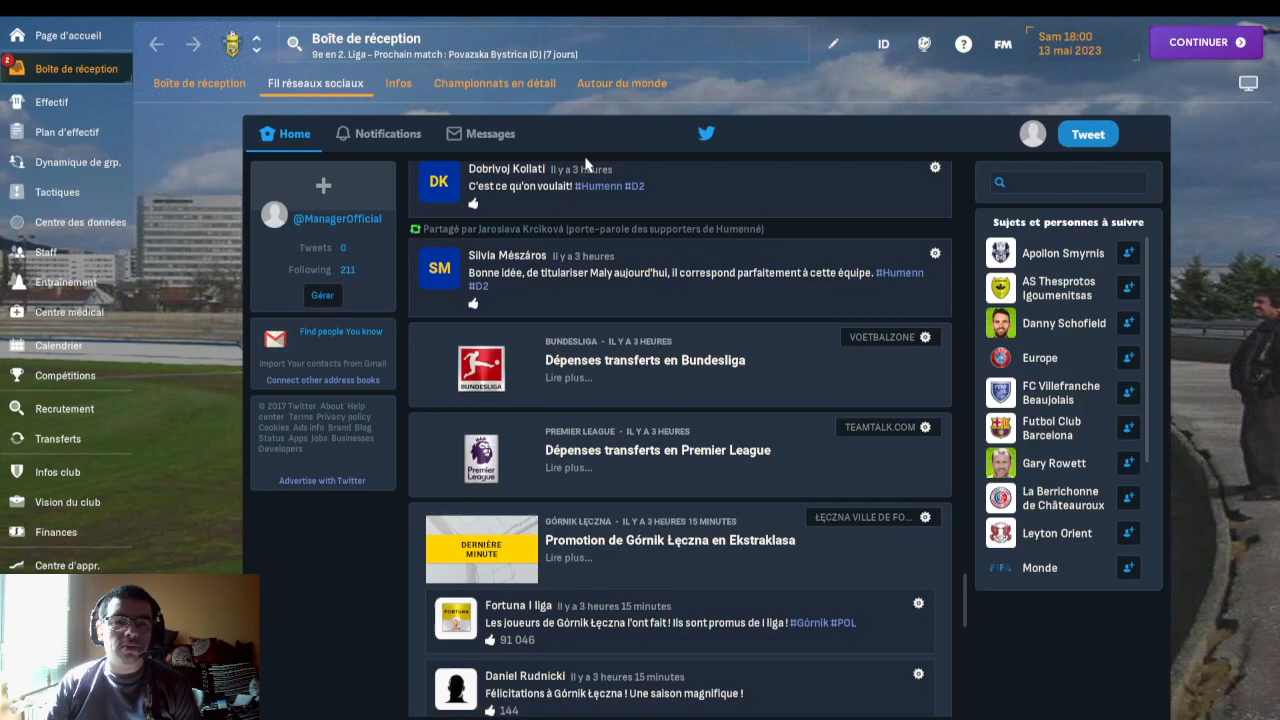 Page d'accueil
2
Boîte de réception
Effectif
Plan d'effectif
Dynamique de grp.
Tactiques
Centre des données
Staff
Entraînement
Centre médical
Calendrier
Compétitions
Recrutement
Transferts
Infos club
Vision du club
Finances
Centre d'appr.
Boîte de réception
9e en 2. Liga - Prochain match : Povazska Bystrica (D) (7 jours)
ID
?
FM
Sam 18:00
13 mai 2023
CONTINUER
Boîte de réception
Fil réseaux sociaux
Infos
Championnats en détail
Autour du monde
Home
Notifications
Messages
Tweet
@ManagerOfficial
Tweets 0
Following 211
Gérer
Find people You know
Import Your contacts from Gmail
Connect other address books
© 2017 Twitter About Help
center Terms Privacy policy
Cookies Ads info Brand Blog
Status Apps Jobs Businesses
Developers
Advertise with Twitter
DK
Dobrivoj Kollati Il y a 3 heures
C'est ce qu'on voulait! #Humenn #D2
Partagé par Jaroslava Krciková (porte-parole des supporters de Humenné)
SM
Silvia Mészáros Il y a 3 heures
Bonne idée, de titulariser Maly aujourd'hui, il correspond parfaitement à cette équipe. #Humenn
#D2
BUNDESLIGA - IL Y A 3 HEURES
VOETBALZONE
Dépenses transferts en Bundesliga
Lire plus...
BUNDESLIGA
PREMIER LEAGUE - IL Y A 3 HEURES
TEAMTALK.COM
Dépenses transferts en Premier League
Lire plus...
Premier
League
GÓRNIK ŁĘCZNA - IL Y A 3 HEURES 15 MINUTES
ŁĘCZNA VILLE DE FO...
DERNIÈRE
MINUTE
Promotion de Górnik Łęczna en Ekstraklasa
Lire plus...
FORTUNA
Fortuna I liga Il y a 3 heures 15 minutes
Les joueurs de Górnik Łęczna l'ont fait ! Ils sont promus de I liga ! #Górnik #POL
91 046
Daniel Rudnicki Il y a 3 heures 15 minutes
Félicitations à Górnik Łęczna ! Une saison magnifique !
144
Sujets et personnes à suivre
Apollon Smyrnis
AS Thesprotos
Igoumenitsas
Danny Schofield
Europe
FC Villefranche
Beaujolais
Futbol Club
Barcelona
Gary Rowett
La Berrichonne
de Châteauroux
Leyton Orient
FIFA
Monde